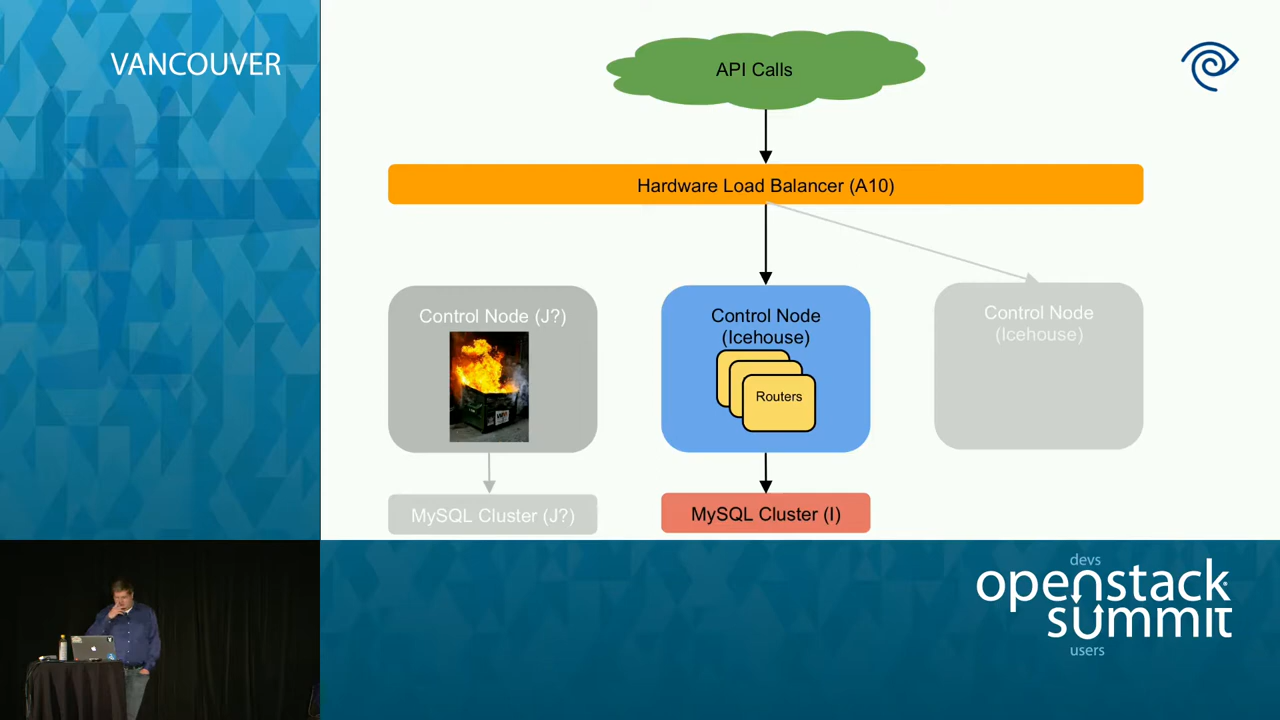 VANCOUVER
API Calls
Hardware Load Balancer (A10)
Control Node (J?)
Control Node
(Icehouse)
Routers
Control Node
(Icehouse)
MySQL Cluster (J?)
MySQL Cluster (I)
devs
openstack
summit
users